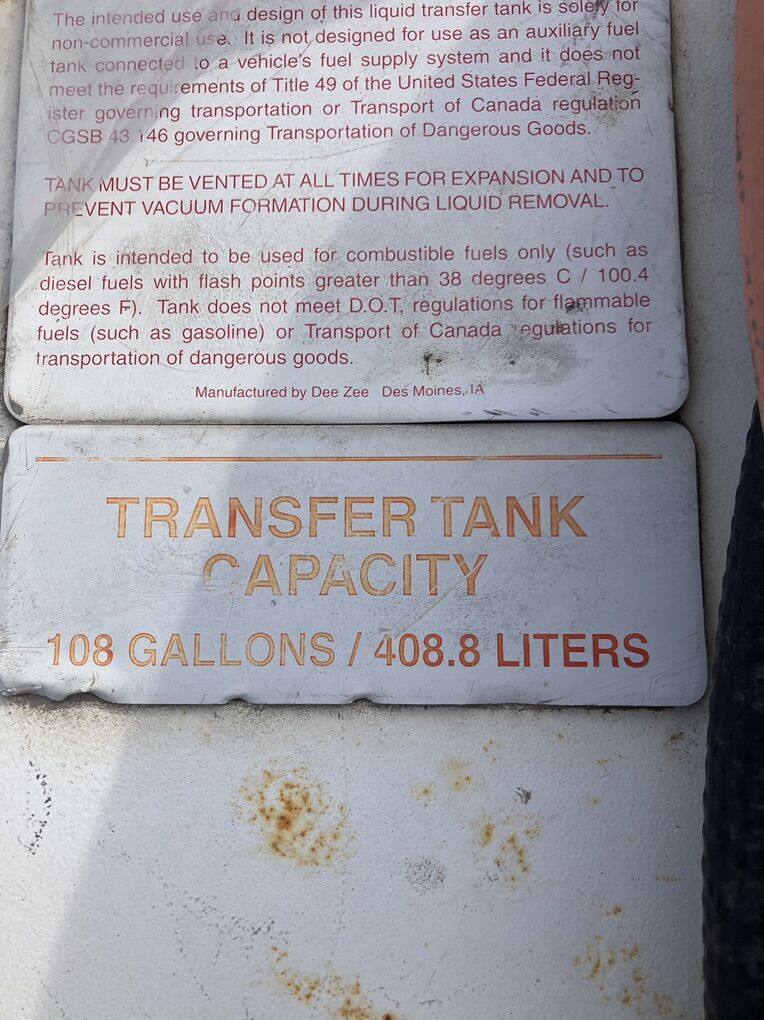 The intended use and design of this liquid transfer tank is solely for
non-commercial use. It is not designed for use as an auxiliary fuel
tank connected to a vehicle's fuel supply system and it does not
meet the requirements of Title 49 of the United States Federal Reg-
ister governing transportation or Transport of Canada regulation
CGSB 43.146 governing Transportation of Dangerous Goods.
TANK MUST BE VENTED AT ALL TIMES FOR EXPANSION AND TO
PREVENT VACUUM FORMATION DURING LIQUID REMOVAL.
Tank is intended to be used for combustible fuels only (such as
diesel fuels with flash points greater than 38 degrees C / 100.4
degrees F). Tank does not meet D.O.T. regulations for flammable
fuels (such as gasoline) or Transport of Canada regulations for
transportation of dangerous goods.
Manufactured by Dee Zee Des Moines, IA
TRANSFER TANK
CAPACITY
108 GALLONS / 408.8 LITERS